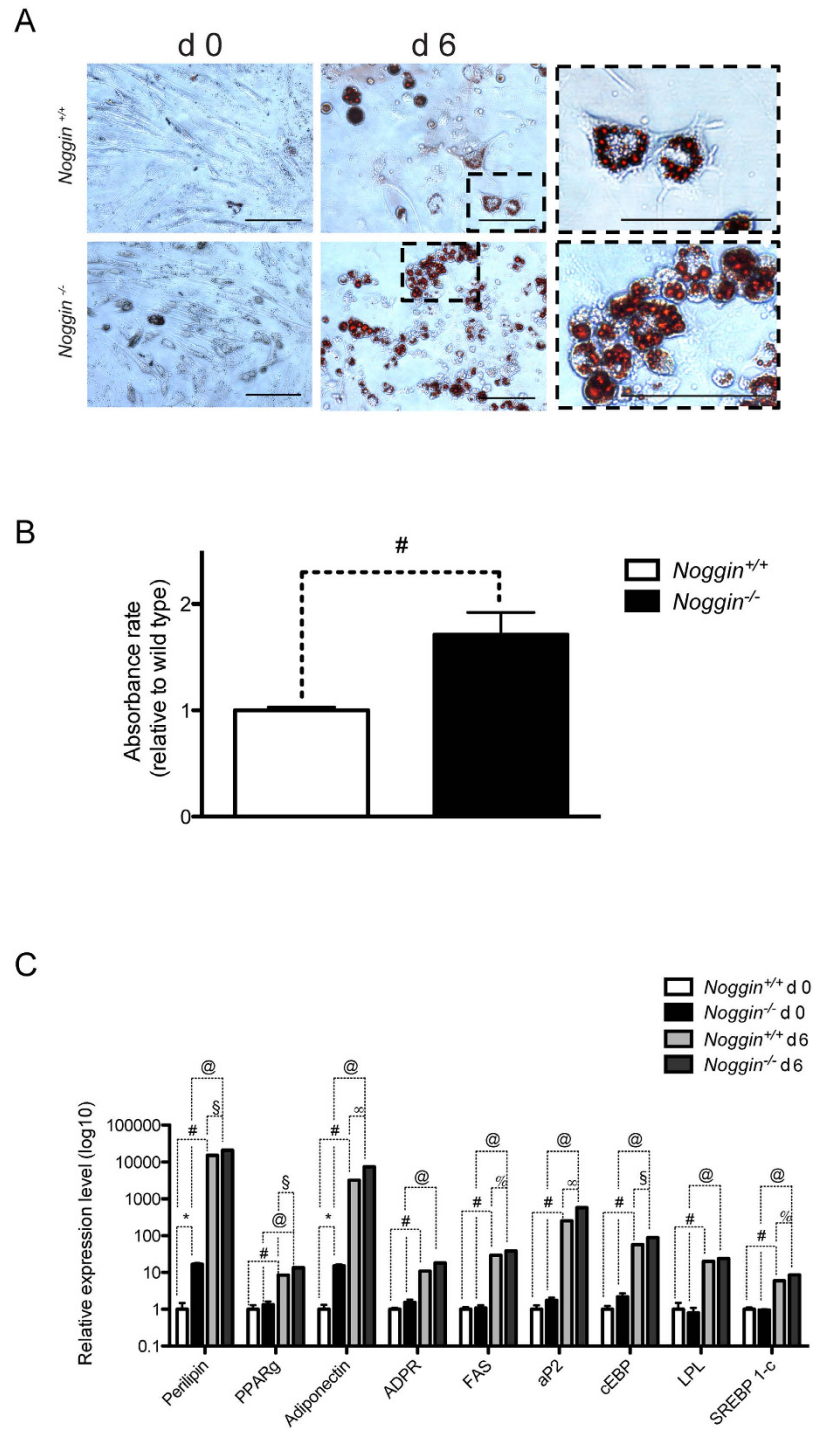 A
d 0 d 6
Noggin +/+
Noggin -/-
B
#
Noggin+/+
Noggin-/-
2
1
0
Absorbance rate
(relative to wild type)
C
Noggin+/+ d 0
Noggin-/- d 0
Noggin+/+ d6
Noggin-/- d6
Relative expression level (log10)
100000
10000
1000
100
10
1
0.1
@ § # *
§ @ #
@ ∞ # *
@ #
@ % #
@ ∞ #
@ § #
@ #
@ % #
Perilipin
PPARg
Adiponectin
ADPR
FAS
aP2
cEBP
LPL
SREBP 1-c